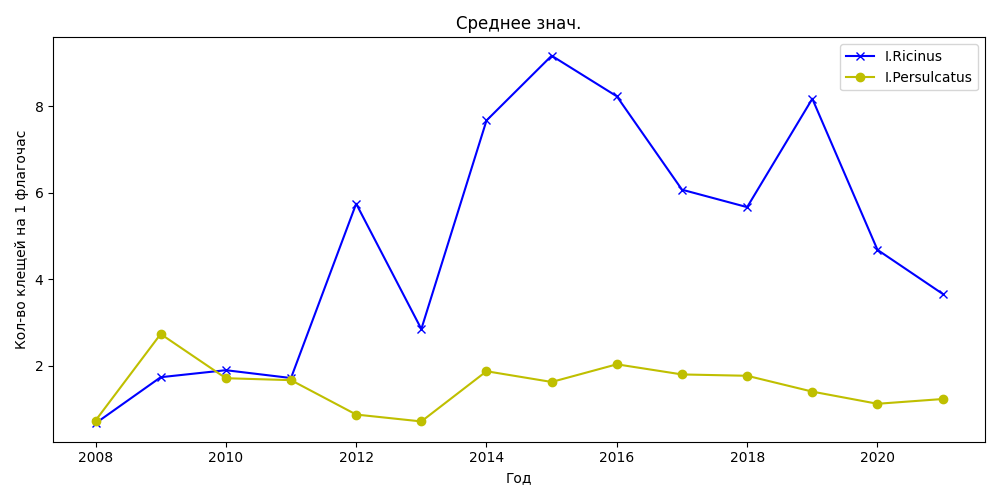 Среднее знач.
I.Ricinus
I.Persulcatus
Кол-во клещей на 1 флагочас
8
6
4
2
2008 2010 2012 2014 2016 2018 2020
Год